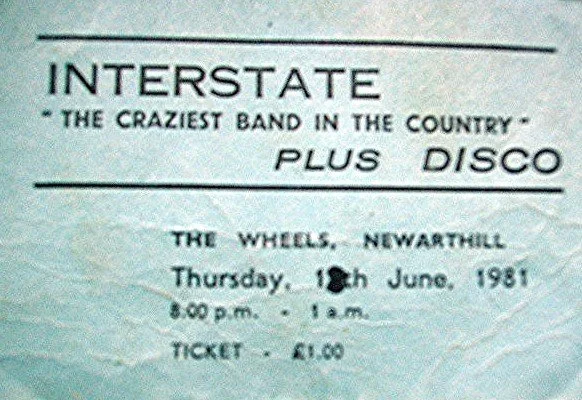 INTERSTATE
" THE CRAZIEST BAND IN THE COUNTRY "
PLUS DISCO
THE WHEELS, NEWARTHILL
Thursday, June, 1981
8.00 p.m. - 1 a.m.
TICKET - £1.00